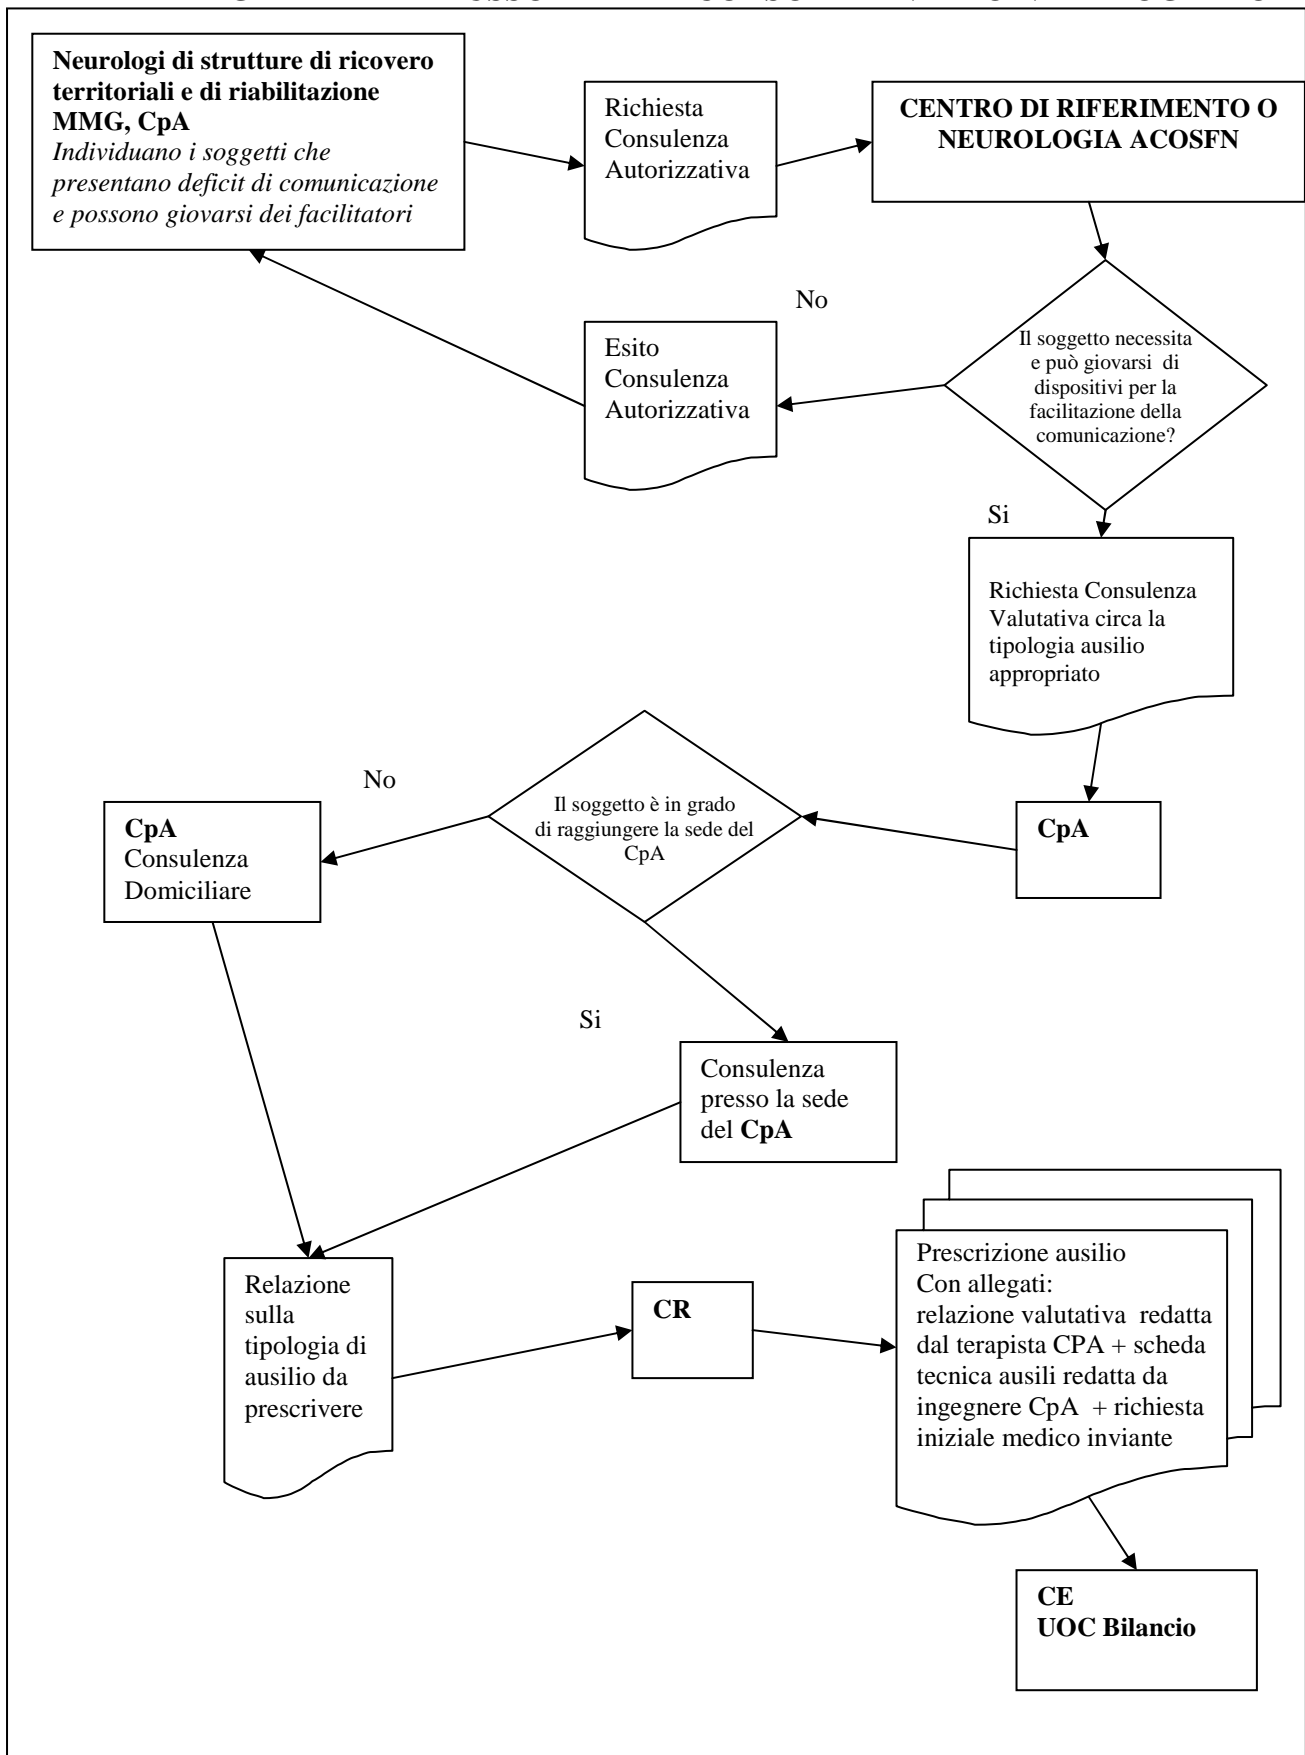 Neurologi di strutture di ricovero
territoriali e di riabilitazione
MMG, CpA
Individuano i soggetti che
presentano deficit di comunicazione
e possono giovarsi dei facilitatori
Richiesta
Consulenza
Autorizzativa
CENTRO DI RIFERIMENTO O
NEUROLOGIA ACOSFN
No
Esito
Consulenza
Autorizzativa
Il soggetto necessita
e può giovarsi di
dispositivi per la
facilitazione della
comunicazione?
Si
Richiesta Consulenza
Valutativa circa la
tipologia ausilio
appropriato
No
Il soggetto è in grado
di raggiungere la sede del
CpA
CpA
CpA
Consulenza
Domiciliare
Si
Consulenza
presso la sede
del CpA
Relazione
sulla
tipologia di
ausilio da
prescrivere
CR
Prescrizione ausilio
Con allegati:
relazione valutativa redatta
dal terapista CPA + scheda
tecnica ausili redatta da
ingegnere CpA + richiesta
iniziale medico inviante
CE
UOC Bilancio